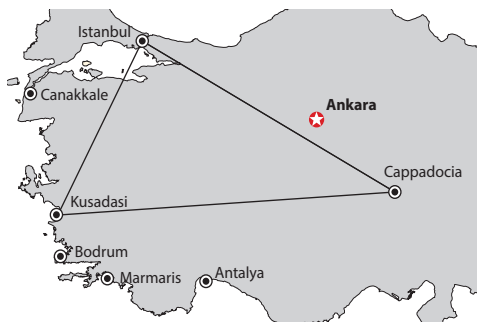 Istanbul
Canakkale
Ankara
Cappadocia
Kusadasi
Bodrum
Marmaris
Antalya